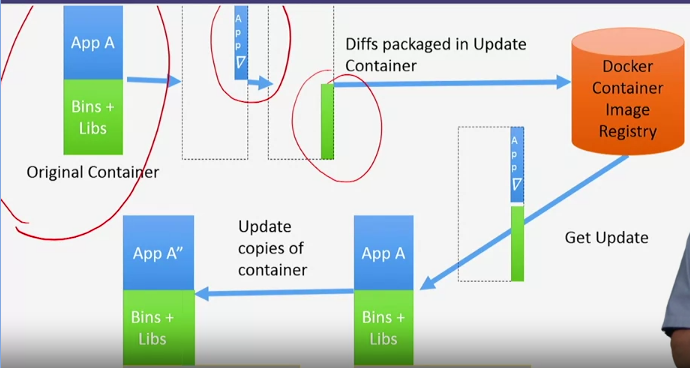 App A
Bins +
Libs
Original Container
A
p
p
Δ
Diffs packaged in Update
Container
Docker
Container
Image
Registry
A
p
p
Δ
Get Update
App A”
Bins +
Libs
Update
copies of
container
App A
Bins +
Libs